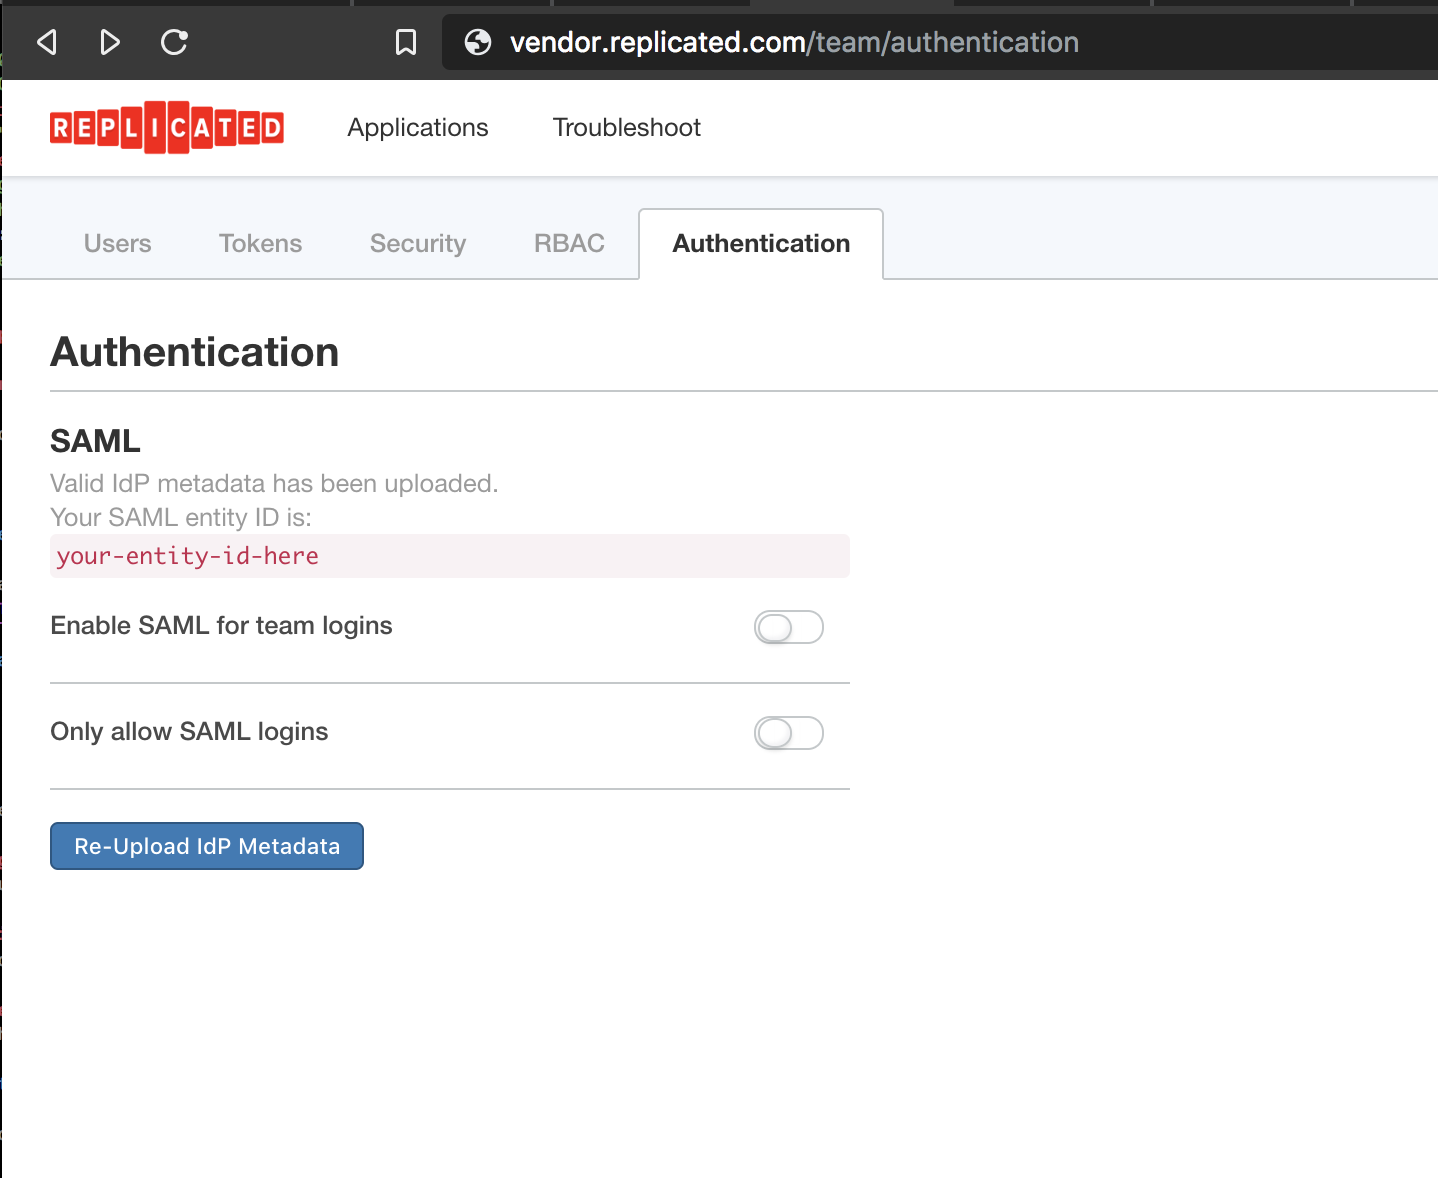 vendor.replicated.com/team/authentication
REPLICATED Applications Troubleshoot
Users Tokens Security RBAC Authentication
Authentication
SAML
Valid IdP metadata has been uploaded.
Your SAML entity ID is:
your-entity-id-here
Enable SAML for team logins
Only allow SAML logins
Re-Upload IdP Metadata